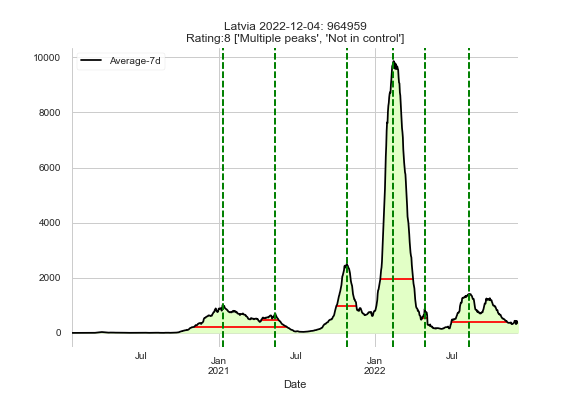 Latvia 2022-12-04: 964959
Rating:8 ['Multiple peaks', 'Not in control']
Average-7d
10000
8000
6000
4000
2000
0
Jul
Jan
2021
Jul
Jan
2022
Jul
Date